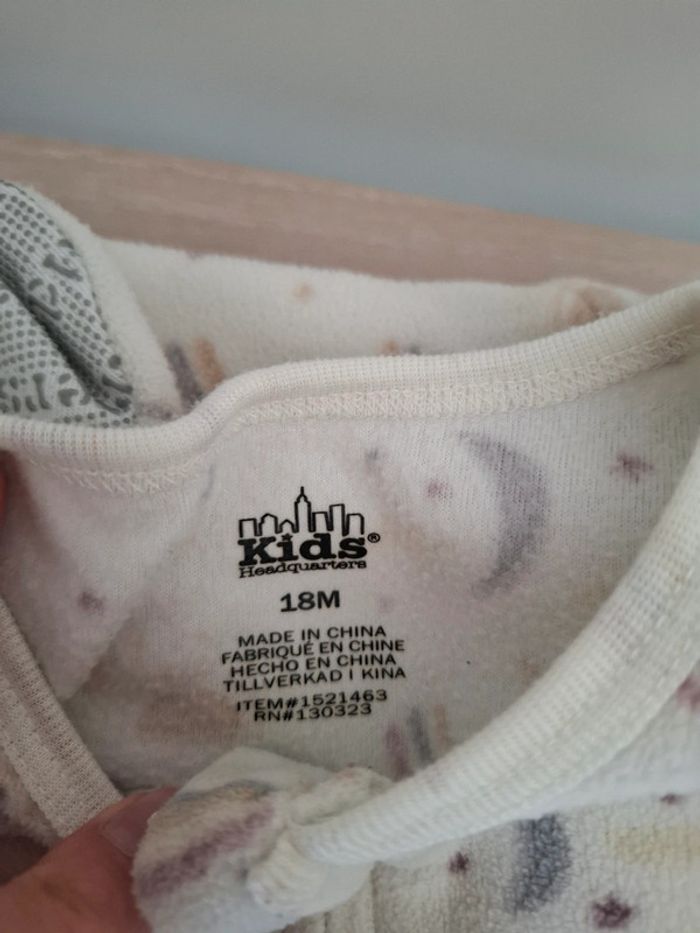 Kids®
Headquarters
18M
MADE IN CHINA
FABRIQUÉ EN CHINE
HECHO EN CHINA
TILLVERKAD I KINA
ITEM#1521463
RN#130323